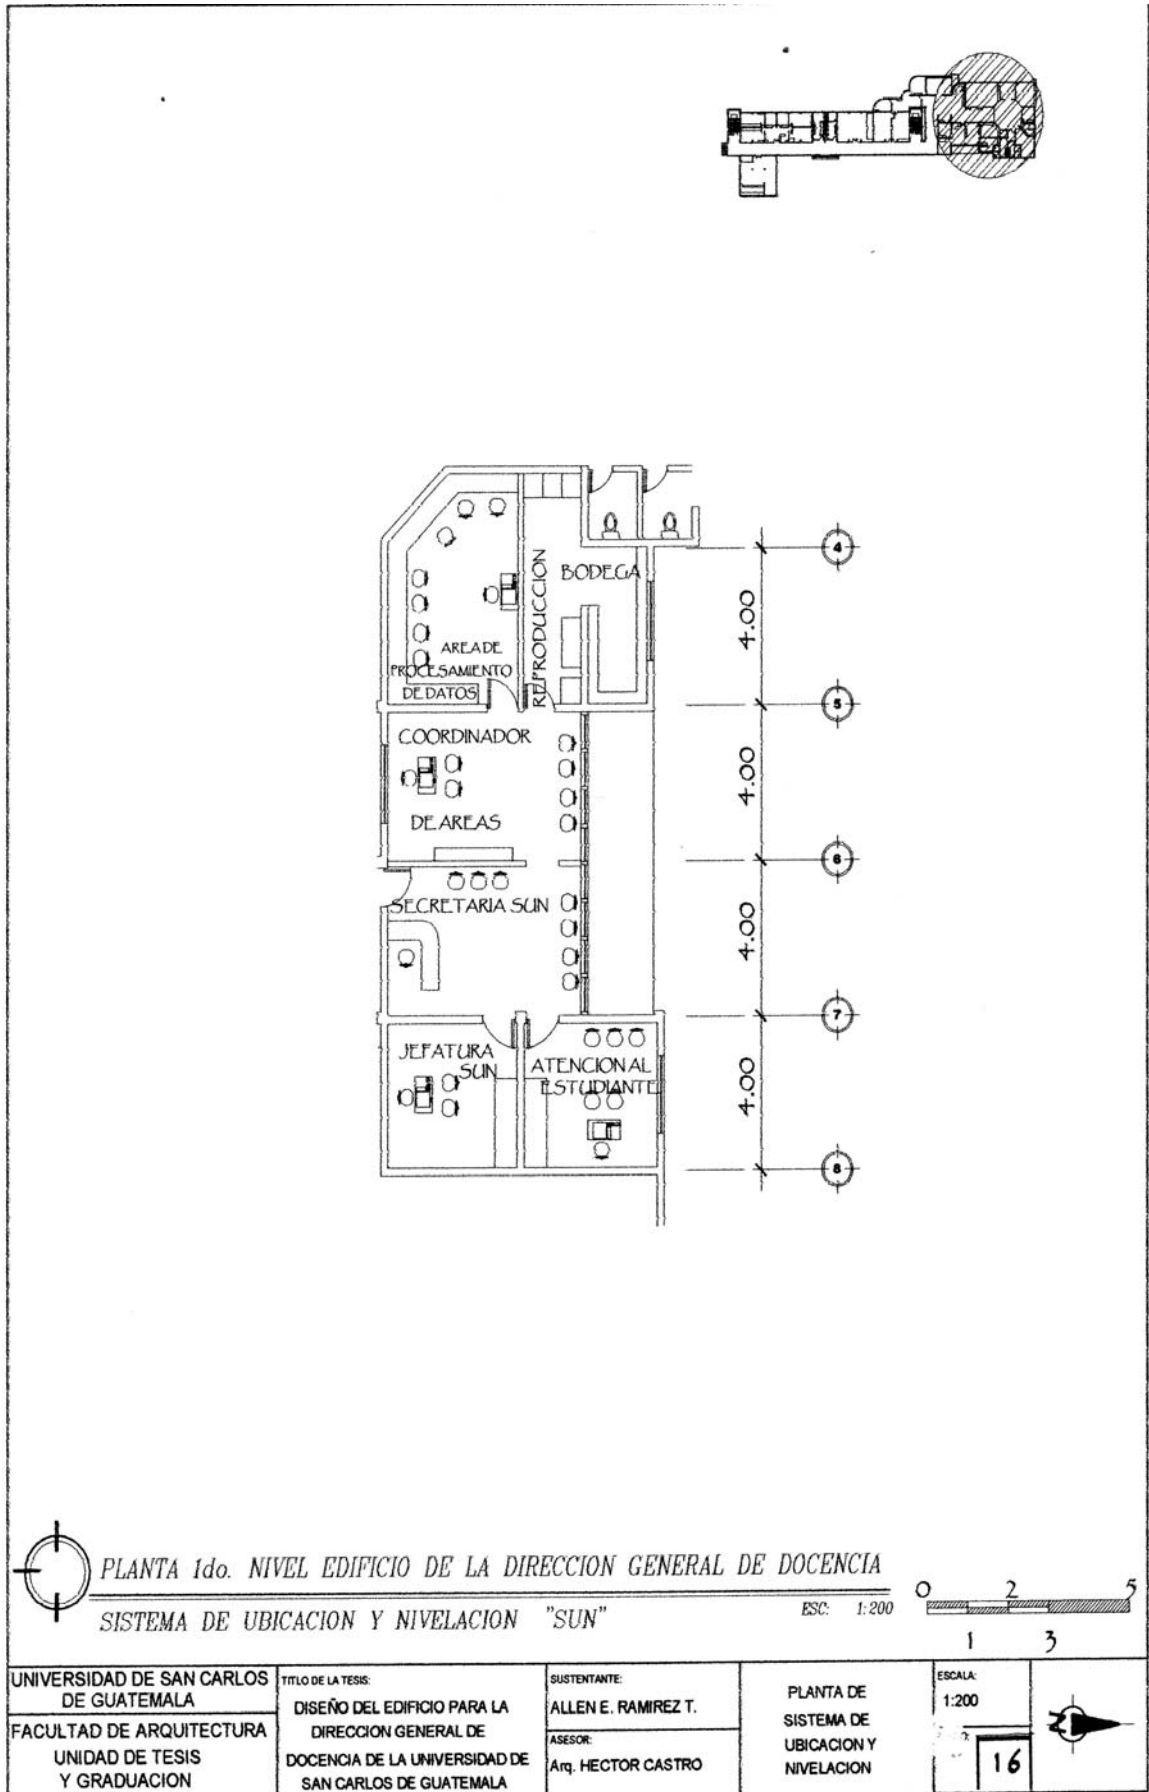 BODEGA
REPRODUCCION
AREA DE
PROCESAMIENTO
DE DATOS
COORDINADOR
DE AREAS
SECRETARIA SUN
JEFATURA
SUN
ATENCION AL
ESTUDIANTE
4
4.00
5
4.00
6
4.00
7
4.00
8
PLANTA 1do. NIVEL EDIFICIO DE LA DIRECCION GENERAL DE DOCENCIA
SISTEMA DE UBICACION Y NIVELACION "SUN"
ESC: 1:200
0 2 5
1 3
UNIVERSIDAD DE SAN CARLOS
DE GUATEMALA
FACULTAD DE ARQUITECTURA
UNIDAD DE TESIS
Y GRADUACION
TITLO DE LA TESIS:
DISEÑO DEL EDIFICIO PARA LA
DIRECCION GENERAL DE
DOCENCIA DE LA UNIVERSIDAD DE
SAN CARLOS DE GUATEMALA
SUSTENTANTE:
ALLEN E. RAMIREZ T.
ASESOR:
Arq. HECTOR CASTRO
PLANTA DE
SISTEMA DE
UBICACION Y
NIVELACION
ESCALA:
1:200
16
N